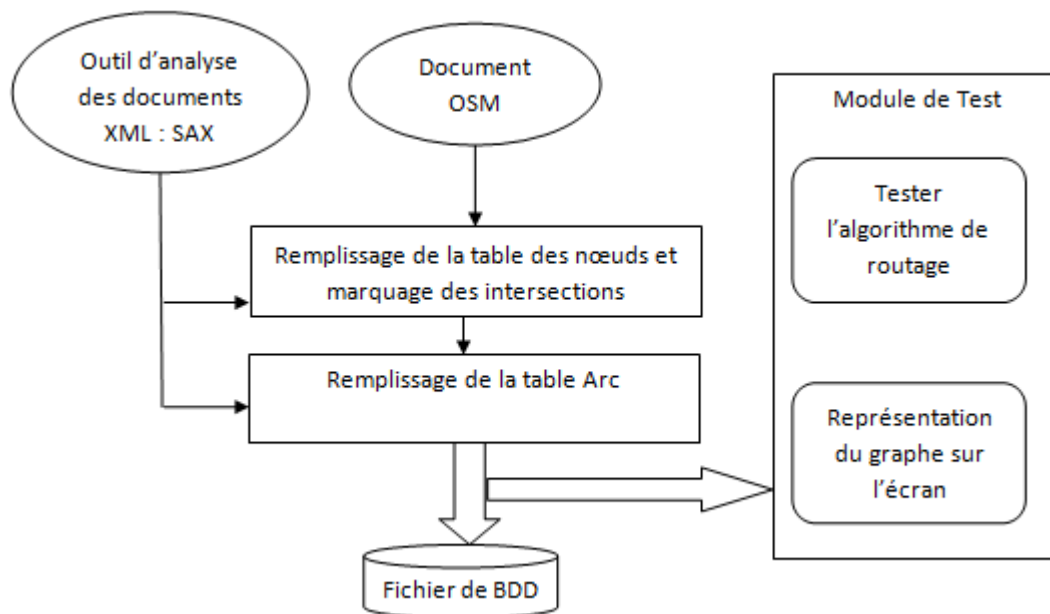 Outil d'analyse
des documents
XML : SAX
Document
OSM
Module de Test
Tester
l'algorithme de
routage
Remplissage de la table des nœuds et
marquage des intersections
Remplissage de la table Arc
Représentation
du graphe sur
l'écran
Fichier de BDD